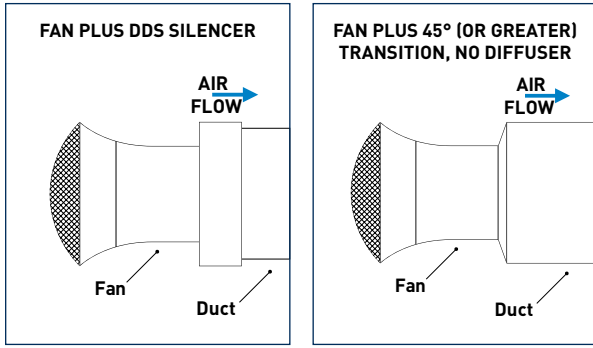 FAN PLUS DDS SILENCER
AIR
FLOW
Fan
Duct
FAN PLUS 45° (OR GREATER)
TRANSITION, NO DIFFUSER
AIR
FLOW
Fan
Duct